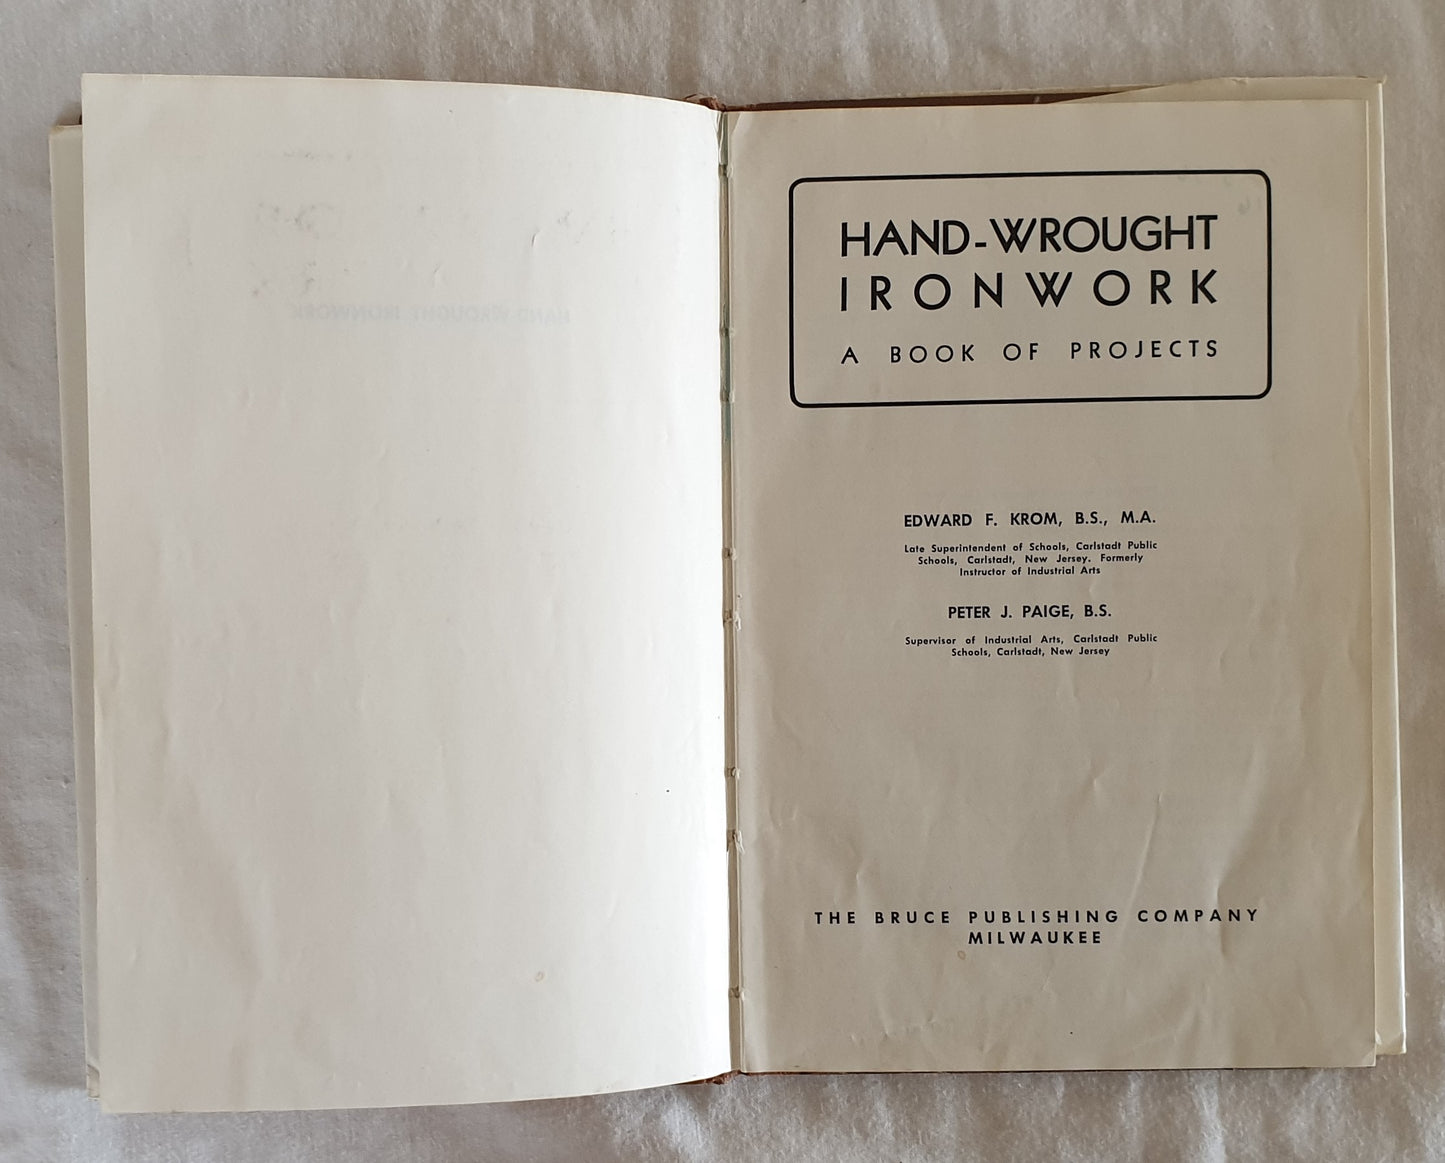 HAND-WROUGHT
IRONWORK
A BOOK OF PROJECTS
EDWARD F. KROM, B.S., M.A.
Late Superintendent of Schools, Carlstadt Public
Schools, Carlstadt, New Jersey. Formerly
Instructor of Industrial Arts
PETER J. PAIGE, B.S.
Supervisor of Industrial Arts, Carlstadt Public
Schools, Carlstadt, New Jersey
THE BRUCE PUBLISHING COMPANY
MILWAUKEE